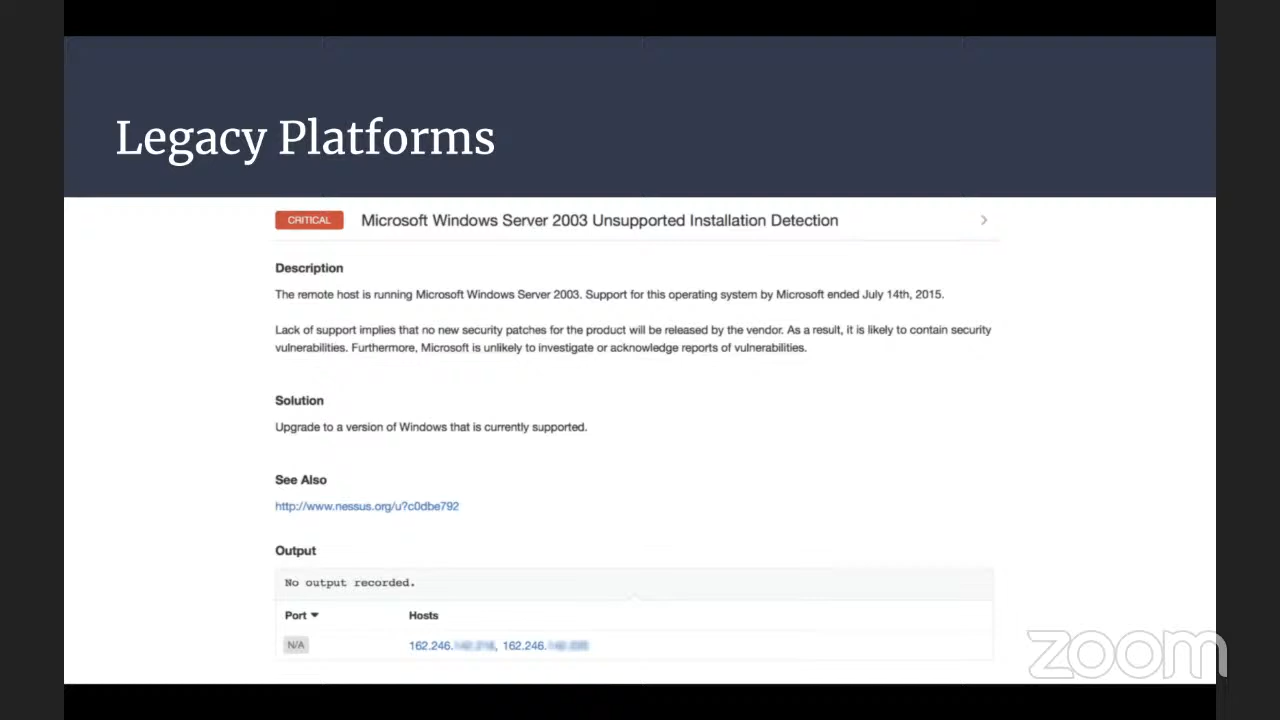 Legacy Platforms
CRITICAL Microsoft Windows Server 2003 Unsupported Installation Detection
Description
The remote host is running Microsoft Windows Server 2003. Support for this operating system by Microsoft ended July 14th, 2015.
Lack of support implies that no new security patches for the product will be released by the vendor. As a result, it is likely to contain security
vulnerabilities. Furthermore, Microsoft is unlikely to investigate or acknowledge reports of vulnerabilities.
Solution
Upgrade to a version of Windows that is currently supported.
See Also
http://www.nessus.org/u?c0dbe792
Output
No output recorded.
Port Hosts
N/A 162.246. , 162.246.
zoom